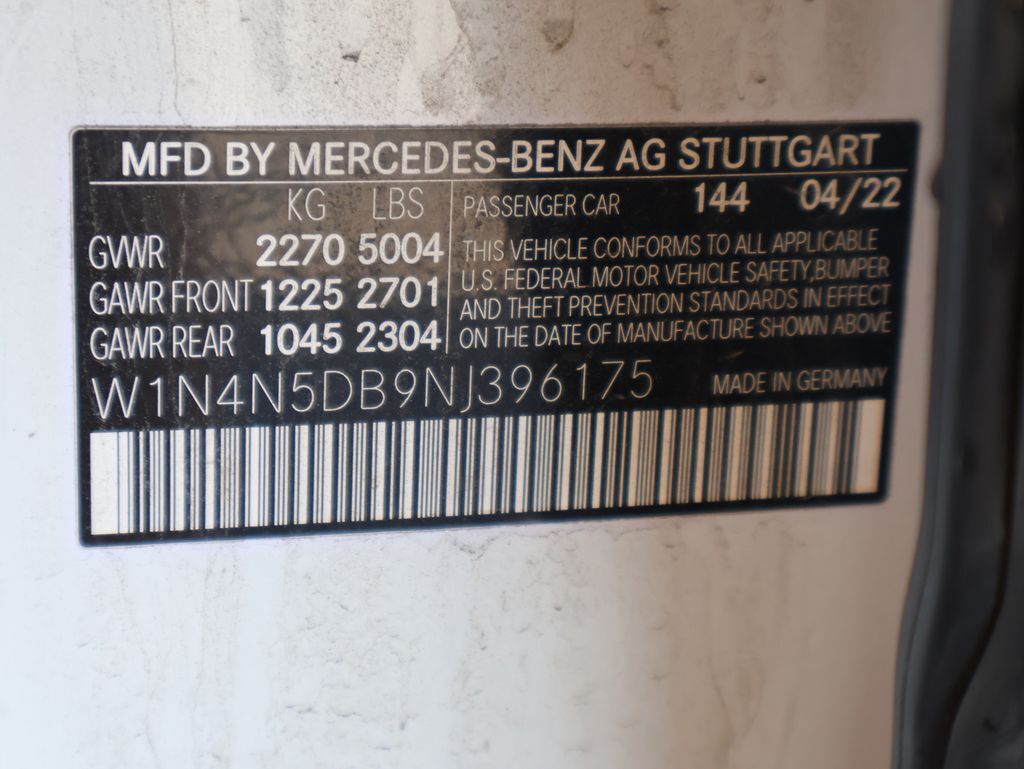 MFD BY MERCEDES-BENZ AG STUTTGART
KG LBS
GVWR 2270 5004
GAWR FRONT 1225 2701
GAWR REAR 1045 2304
PASSENGER CAR 144 04/22
THIS VEHICLE CONFORMS TO ALL APPLICABLE
U.S. FEDERAL MOTOR VEHICLE SAFETY,BUMPER
AND THEFT PREVENTION STANDARDS IN EFFECT
ON THE DATE OF MANUFACTURE SHOWN ABOVE
W1N4N5DB9NJ396175 MADE IN GERMANY